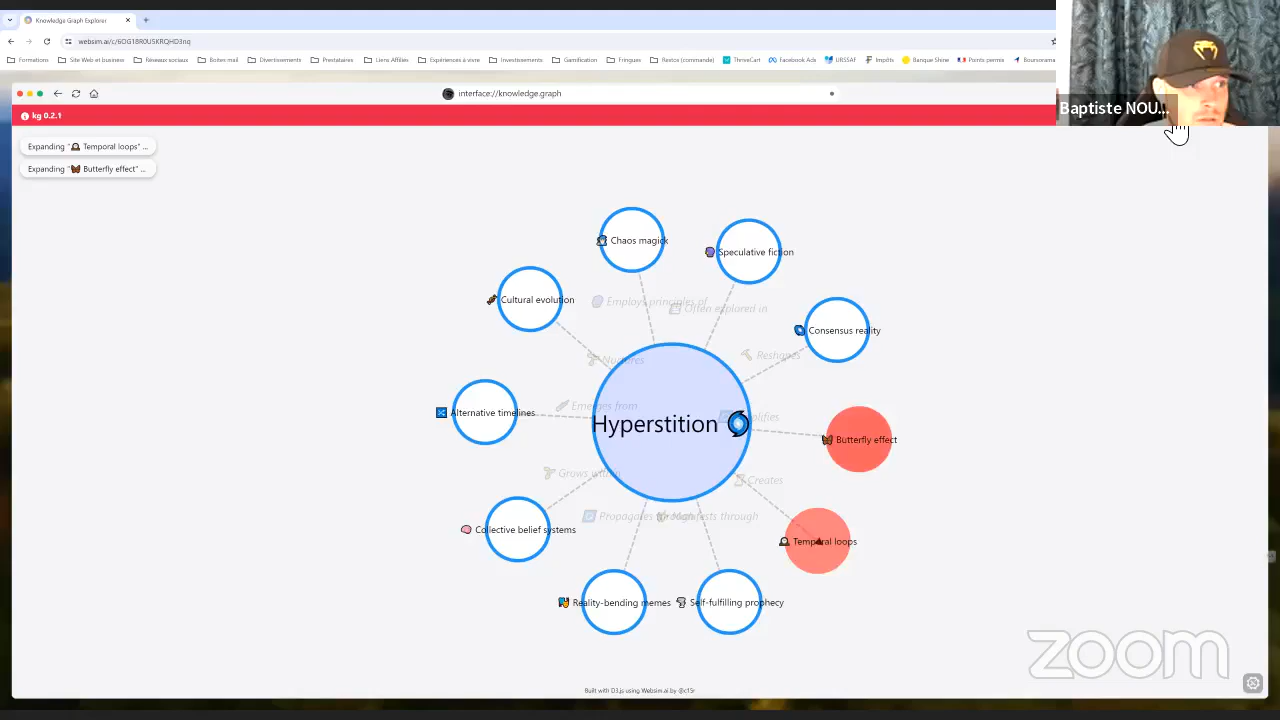 Knowledge Graph Explorer
websim.ai/c/6DG18R0U5KRQHD3nq
Formations
Site Web et business
Réseaux sociaux
Boite mail
Divertissements
Prestataires
Liens Affiliés
Expériences à vivre
Investissements
Gamification
Fringues
Restos (commande)
ThriveCart
Facebook Ads
URSSAF
Impôts
Banque Shine
Points permis
Boursorama
Baptiste NOU...
interface://knowledge.graph
kg 0.2.1
Expanding "🕰 Temporal loops" ...
Expanding "🦋 Butterfly effect" ...
Chaos magick
Speculative fiction
Cultural evolution
Employs principles of
Often explored in
Consensus reality
Reshapes
Nurtures
Emerges from
Alternative timelines
Hyperstition
Butterfly effect
Grows within
Creates
Propagates through
Manifests through
Collective belief systems
Temporal loops
Reality-bending memes
Self-fulfilling prophecy
zoom
Built with D3.js using Websim.ai by @c15r